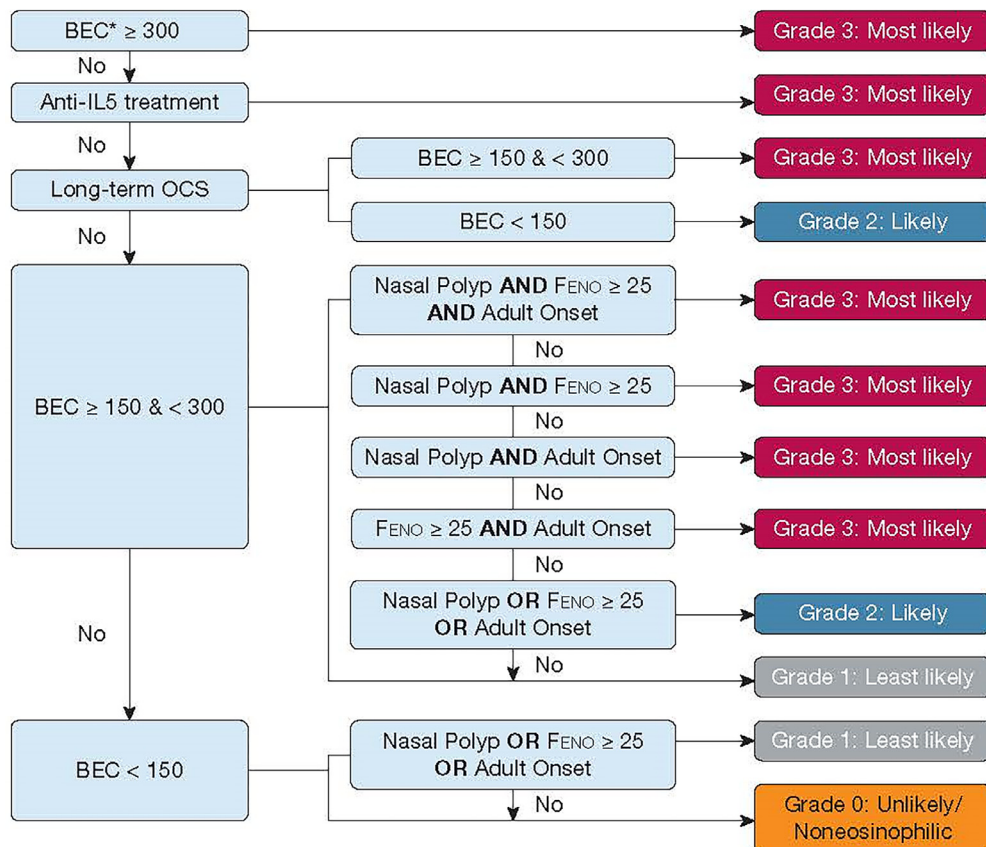 BEC* ≥ 300
Grade 3: Most likely
No
Anti-IL5 treatment
Grade 3: Most likely
No
Long-term OCS
BEC ≥ 150 & < 300
Grade 3: Most likely
BEC < 150
Grade 2: Likely
No
BEC ≥ 150 & < 300
Nasal Polyp AND FENO ≥ 25
AND Adult Onset
Grade 3: Most likely
No
Nasal Polyp AND FENO ≥ 25
Grade 3: Most likely
No
Nasal Polyp AND Adult Onset
Grade 3: Most likely
No
FENO ≥ 25 AND Adult Onset
Grade 3: Most likely
No
Nasal Polyp OR FENO ≥ 25
OR Adult Onset
Grade 2: Likely
No
Grade 1: Least likely
No
BEC < 150
Nasal Polyp OR FENO ≥ 25
OR Adult Onset
Grade 1: Least likely
No
Grade 0: Unlikely/
Noneosinophilic